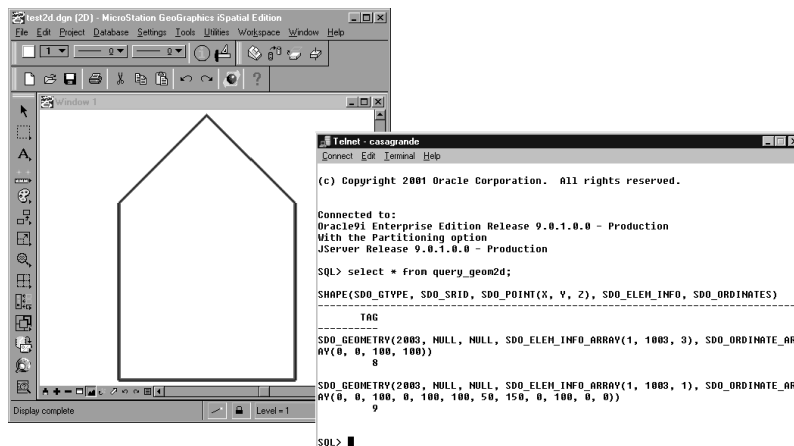 test2d.dgn (2D) - MicroStation GeoGraphics iSpatial Edition
File Edit Project Database Settings Tools Utilities Workspace Window Help
1 0 0
Window 1
Display complete
Level = 1
Telnet - casagrande
Connect Edit Terminal Help
(c) Copyright 2001 Oracle Corporation. All rights reserved.
Connected to:
Oracle9i Enterprise Edition Release 9.0.1.0.0 - Production
With the Partitioning option
JServer Release 9.0.1.0.0 - Production
SQL> select * from query_geom2d;
SHAPE(SDO_GTYPE, SDO_SRID, SDO_POINT(X, Y, Z), SDO_ELEM_INFO, SDO_ORDINATES)
--------------------------------------------------------------------------------
TAG
----------
SDO_GEOMETRY(2003, NULL, NULL, SDO_ELEM_INFO_ARRAY(1, 1003, 3), SDO_ORDINATE_AR
AY(0, 0, 100, 100))
8
SDO_GEOMETRY(2003, NULL, NULL, SDO_ELEM_INFO_ARRAY(1, 1003, 1), SDO_ORDINATE_AR
AY(0, 0, 100, 0, 100, 100, 50, 150, 0, 100, 0, 0))
9
SQL>